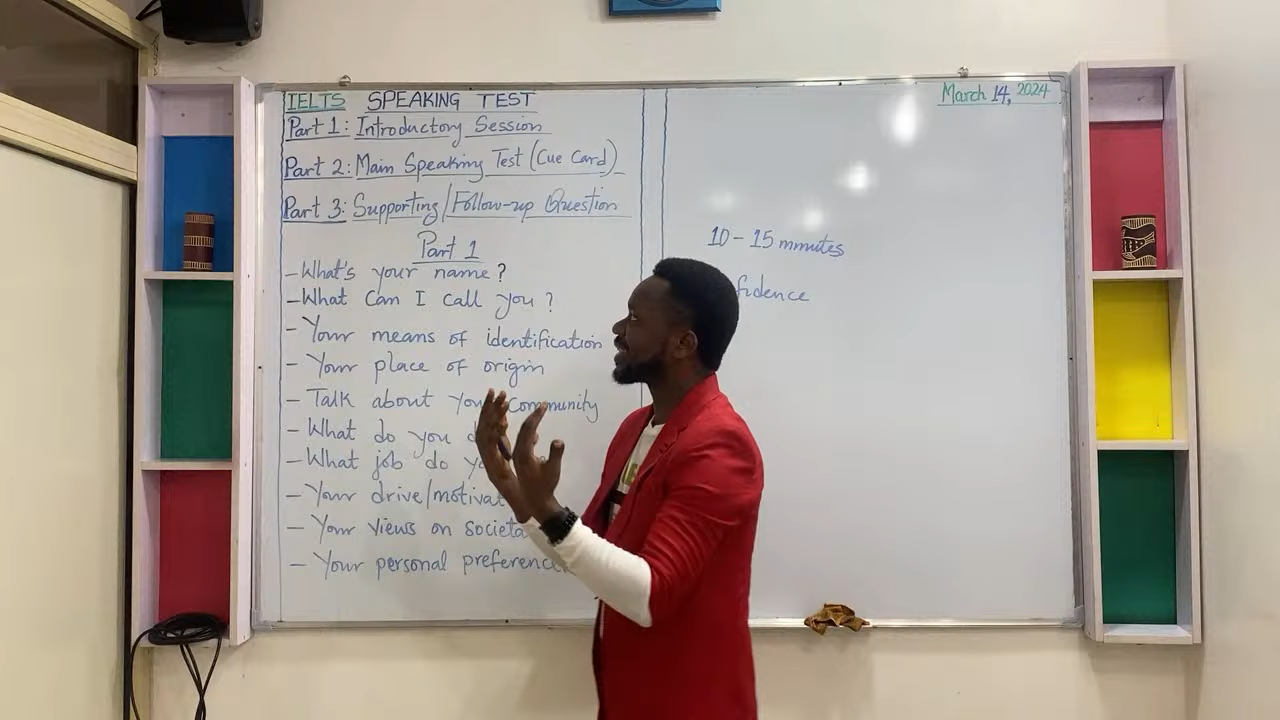 IELTS SPEAKING TEST
Part 1: Introductory Session
Part 2: Main Speaking Test (Cue Card)
Part 3: Supporting/Follow-up Question
Part 1
- What's your name?
- What can I call you?
- Your means of identification
- Your place of origin
- Talk about your community
- What do you
- What job do
- Your drive/motivat
- Your views on societa
- Your personal preference
March 14, 2024
10 - 15 minutes
fidence